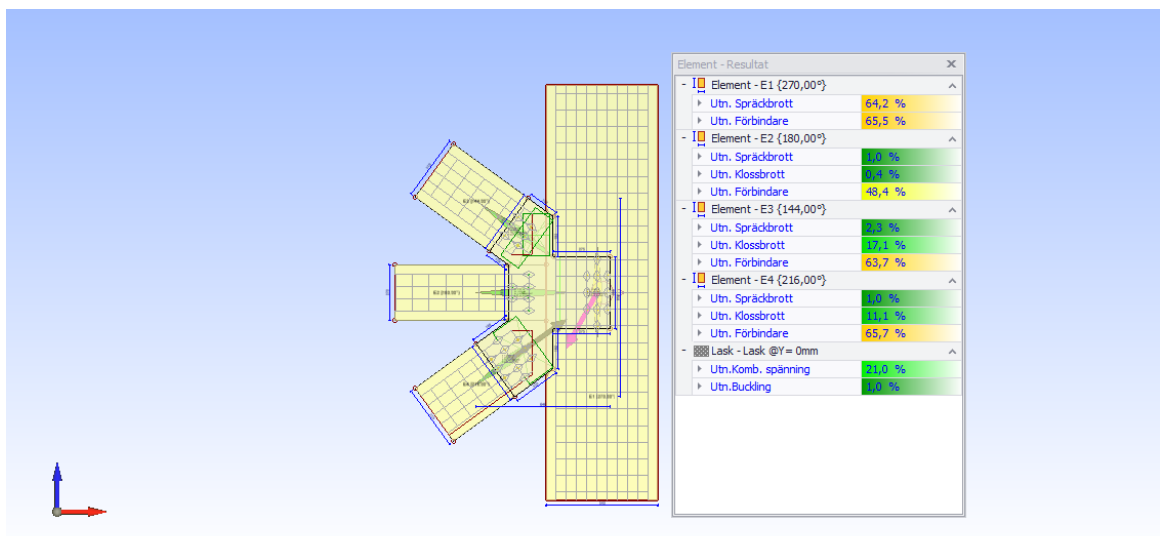 Element - Resultat
Element - E1 {270,00°}
Utn. Spräckbrott 64,2 %
Utn. Förbindare 65,5 %
Element - E2 {180,00°}
Utn. Spräckbrott 1,0 %
Utn. Klossbrott 0,4 %
Utn. Förbindare 48,4 %
Element - E3 {144,00°}
Utn. Spräckbrott 2,3 %
Utn. Klossbrott 17,1 %
Utn. Förbindare 63,7 %
Element - E4 {216,00°}
Utn. Spräckbrott 1,0 %
Utn. Klossbrott 11,1 %
Utn. Förbindare 65,7 %
Lask - Lask @Y= 0mm
Utn.Komb. spänning 21,0 %
Utn.Buckling 1,0 %